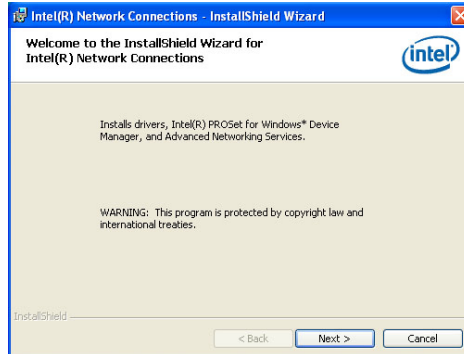 Intel(R) Network Connections - InstallShield Wizard
Welcome to the InstallShield Wizard for
Intel(R) Network Connections
intel
Installs drivers, Intel(R) PROSet for Windows* Device
Manager, and Advanced Networking Services.
WARNING: This program is protected by copyright law and
international treaties.
InstallShield
< Back
Next >
Cancel